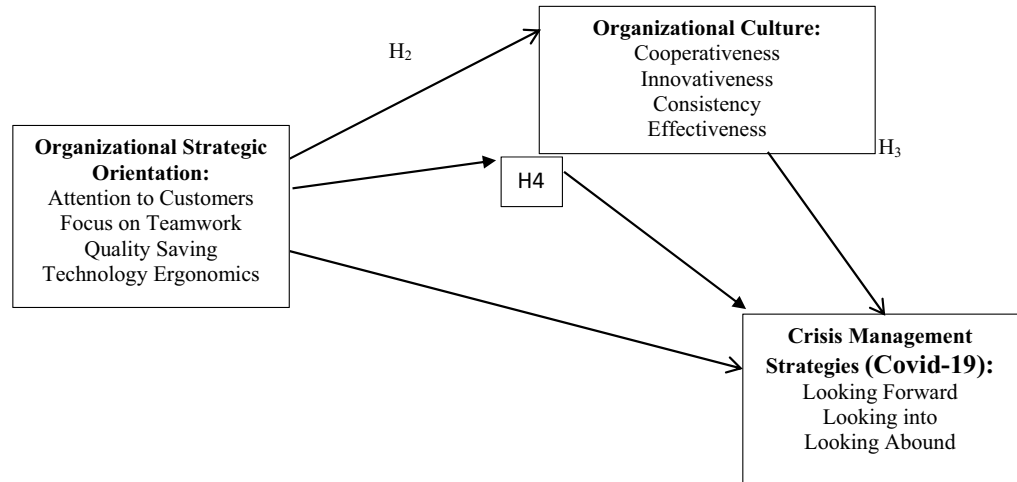 Organizational Culture:
Cooperativeness
Innovativeness
Consistency
Effectiveness
H₂
H₃
Organizational Strategic
Orientation:
Attention to Customers
Focus on Teamwork
Quality Saving
Technology Ergonomics
H4
Crisis Management
Strategies (Covid-19):
Looking Forward
Looking into
Looking Abound